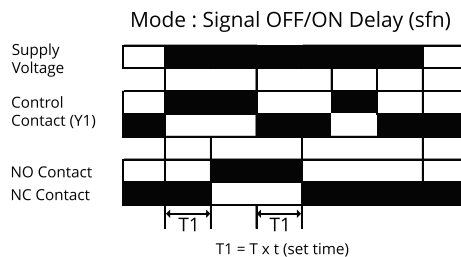 Mode : Signal OFF/ON Delay (sfn)
Supply
Voltage
Control
Contact (Y1)
NO Contact
NC Contact
T1 T1
T1 = T x t (set time)